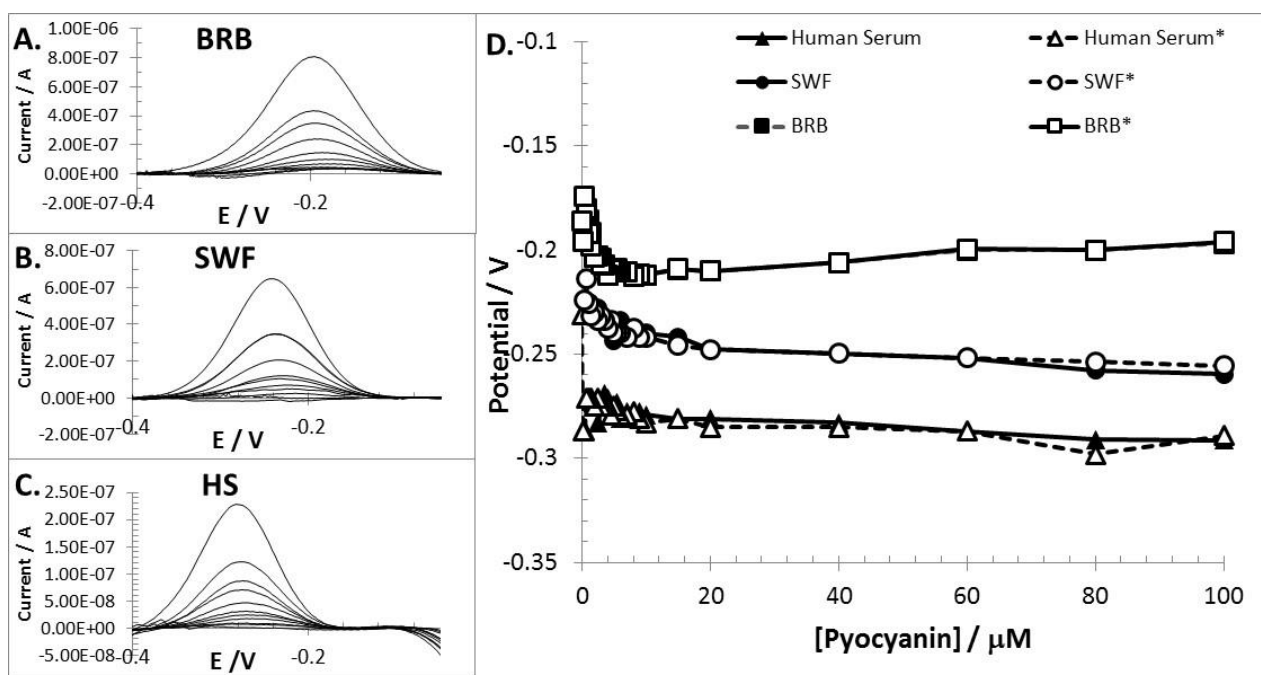 A.
BRB
1.00E-06
8.00E-07
6.00E-07
4.00E-07
2.00E-07
0.00E+00
-2.00E-07
-0.4
-0.2
Current / A
E / V
B.
SWF
8.00E-07
6.00E-07
4.00E-07
2.00E-07
0.00E+00
-2.00E-07
-0.4
-0.2
Current / A
E / V
C.
HS
2.50E-07
2.00E-07
1.50E-07
1.00E-07
5.00E-08
0.00E+00
-5.00E-08
-0.4
-0.2
Current / A
E /V
D.
-0.1
-0.15
-0.2
-0.25
-0.3
-0.35
Potential / V
Human Serum
Human Serum*
SWF
SWF*
BRB
BRB*
0
20
40
60
80
100
[Pyocyanin] / μM